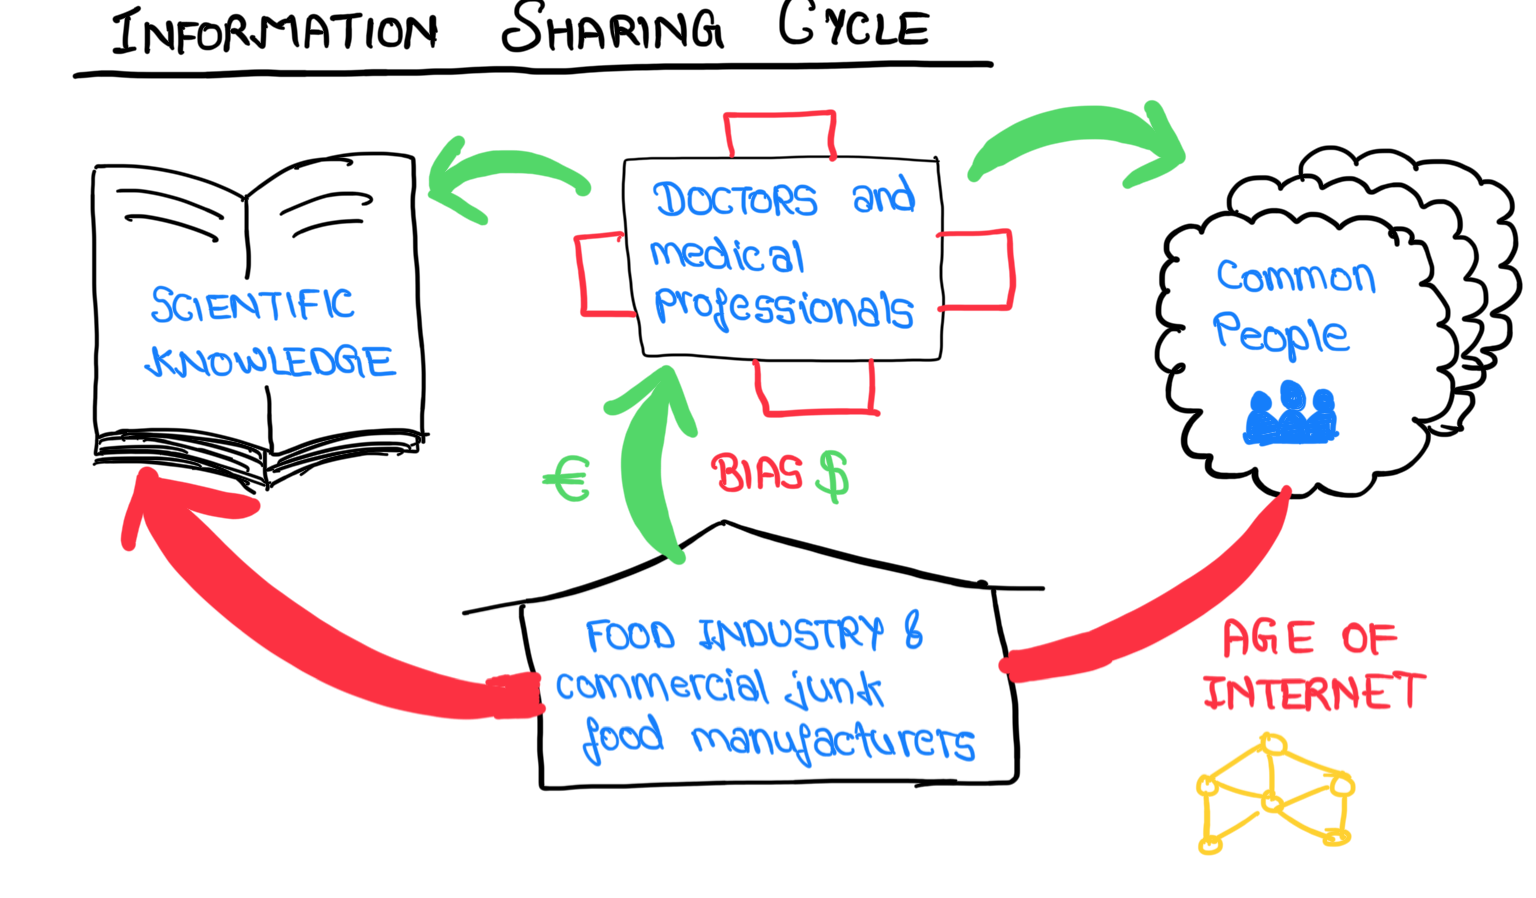 INFORMATION SHARING CYCLE
SCIENTIFIC
KNOWLEDGE
DOCTORS and
medical
professionals
Common
People
€
BIAS $
FOOD INDUSTRY &
commercial junk
food manufacturers
AGE OF
INTERNET